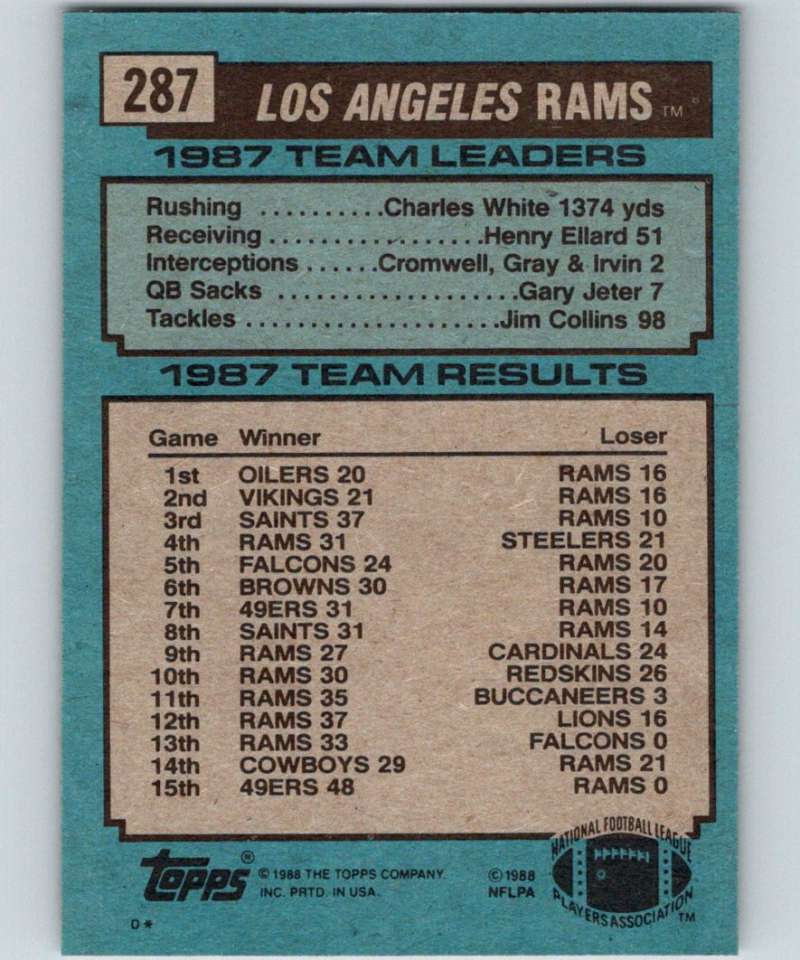 287
LOS ANGELES RAMS ™
1987 TEAM LEADERS
Rushing ..........Charles White 1374 yds
Receiving.................Henry Ellard 51
Interceptions ......Cromwell, Gray & Irvin 2
QB Sacks ...................Gary Jeter 7
Tackles ....................Jim Collins 98
1987 TEAM RESULTS
Game Winner Loser
1st OILERS 20 RAMS 16
2nd VIKINGS 21 RAMS 16
3rd SAINTS 37 RAMS 10
4th RAMS 31 STEELERS 21
5th FALCONS 24 RAMS 20
6th BROWNS 30 RAMS 17
7th 49ERS 31 RAMS 10
8th SAINTS 31 RAMS 14
9th RAMS 27 CARDINALS 24
10th RAMS 30 REDSKINS 26
11th RAMS 35 BUCCANEERS 3
12th RAMS 37 LIONS 16
13th RAMS 33 FALCONS 0
14th COWBOYS 29 RAMS 21
15th 49ERS 48 RAMS 0
TOPPS® © 1988 THE TOPPS COMPANY.
INC. PRTD. IN USA.
© 1988
NFLPA
NATIONAL FOOTBALL LEAGUE
PLAYERS ASSOCIATION ™
D*